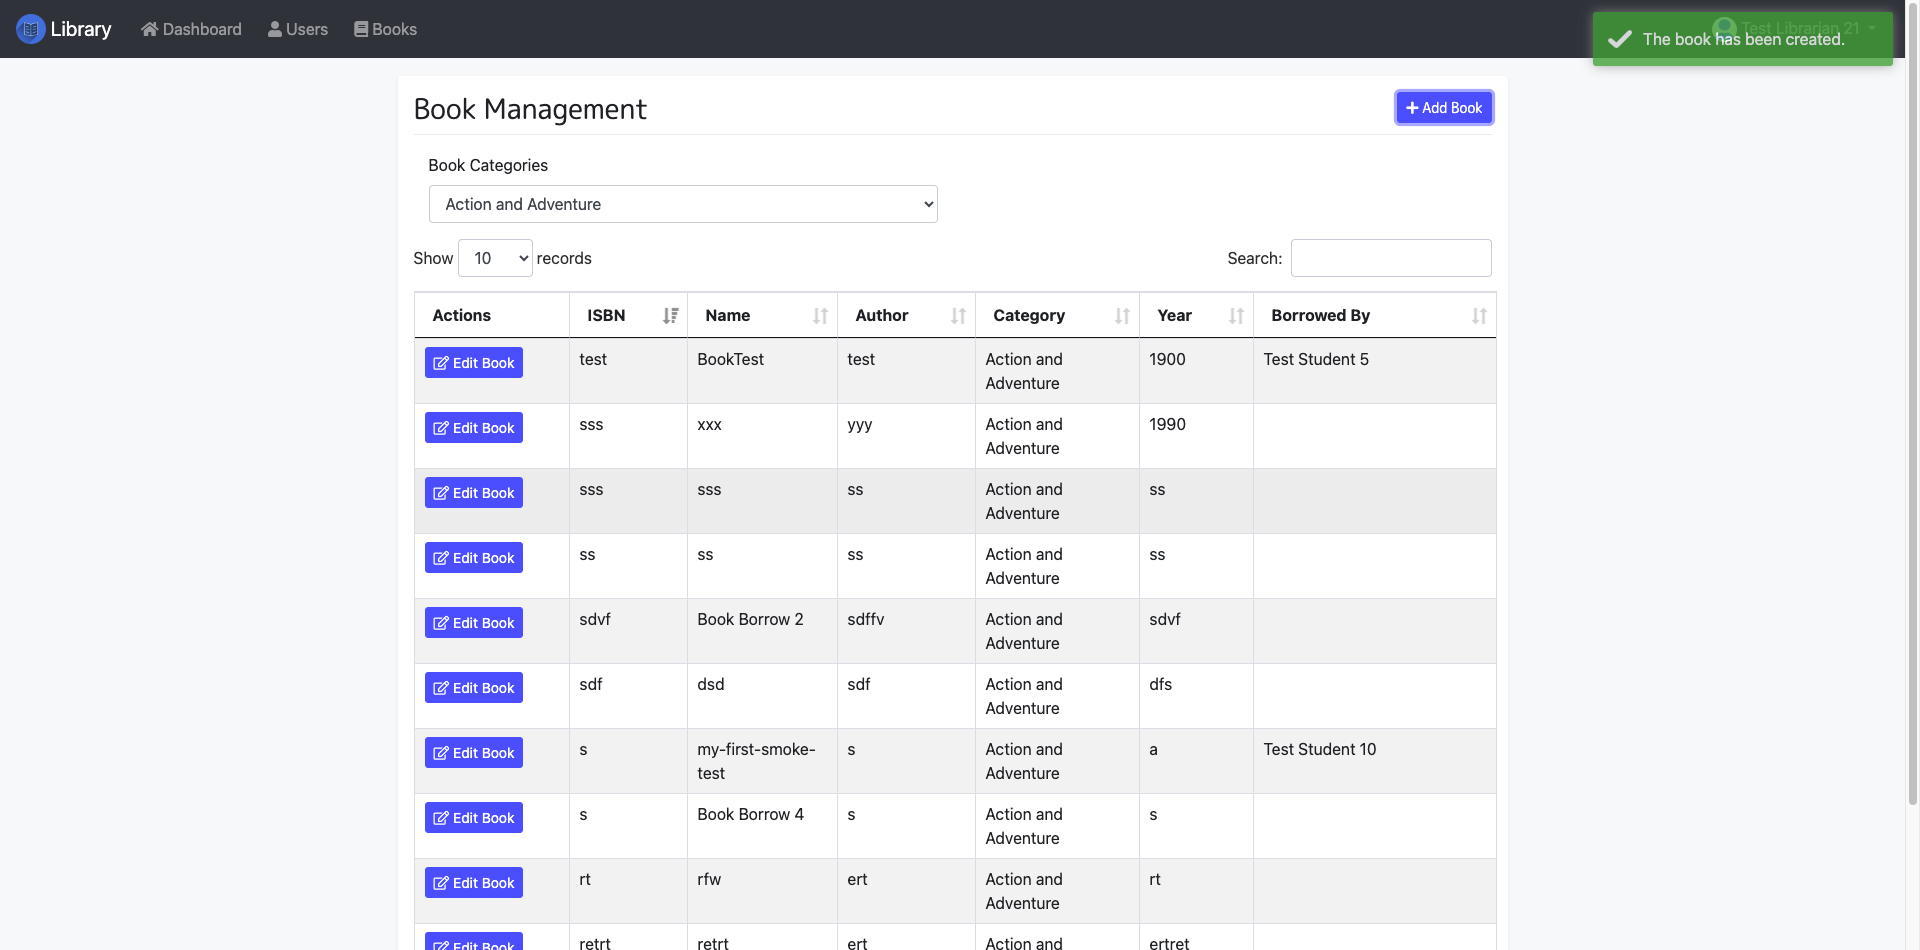 Library Dashboard Users Books Test Librarian 21
The book has been created.
Book Management
Add Book
Book Categories
Action and Adventure
Show 10 records
Search:
Actions ISBN Name Author Category Year Borrowed By
Edit Book test BookTest test Action and 1900 Test Student 5
Adventure
Edit Book sss xxx yyy Action and 1990
Adventure
Edit Book sss sss ss Action and ss
Adventure
Edit Book ss ss ss Action and ss
Adventure
Edit Book sdvf Book Borrow 2 sdffv Action and sdvf
Adventure
Edit Book sdf dsd sdf Action and dfs
Adventure
Edit Book s my-first-smoke- s Action and a Test Student 10
test Adventure
Edit Book s Book Borrow 4 s Action and s
Adventure
Edit Book rt rfw ert Action and rt
Adventure
Edit Book retrt retrt ert Action and ertret